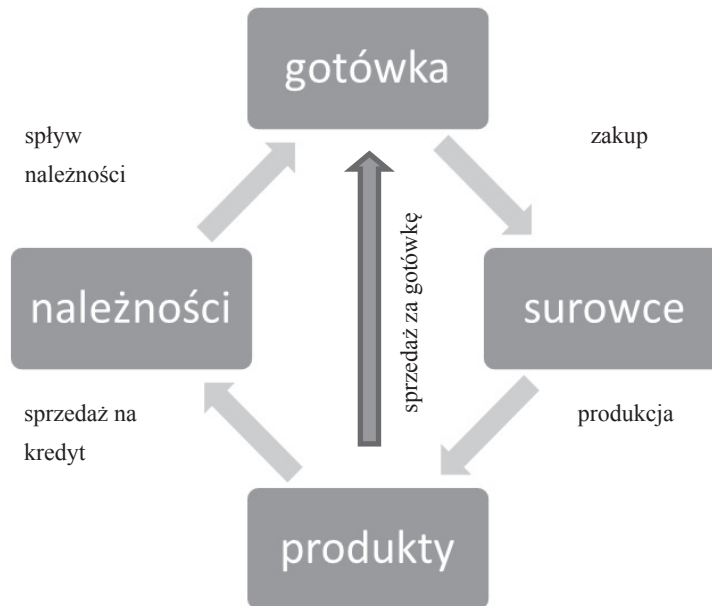 gotówka
spływ
należności
zakup
sprzedaż za gotówkę
należności
surowce
sprzedaż na
kredyt
produkcja
produkty